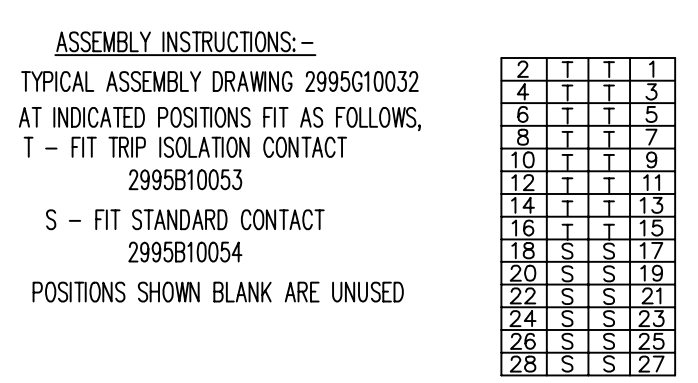 ASSEMBLY INSTRUCTIONS:–
TYPICAL ASSEMBLY DRAWING 2995G10032
AT INDICATED POSITIONS FIT AS FOLLOWS,
T – FIT TRIP ISOLATION CONTACT
2995B10053
S – FIT STANDARD CONTACT
2995B10054
POSITIONS SHOWN BLANK ARE UNUSED
2 T T 1
4 T T 3
6 T T 5
8 T T 7
10 T T 9
12 T T 11
14 T T 13
16 T T 15
18 S S 17
20 S S 19
22 S S 21
24 S S 23
26 S S 25
28 S S 27